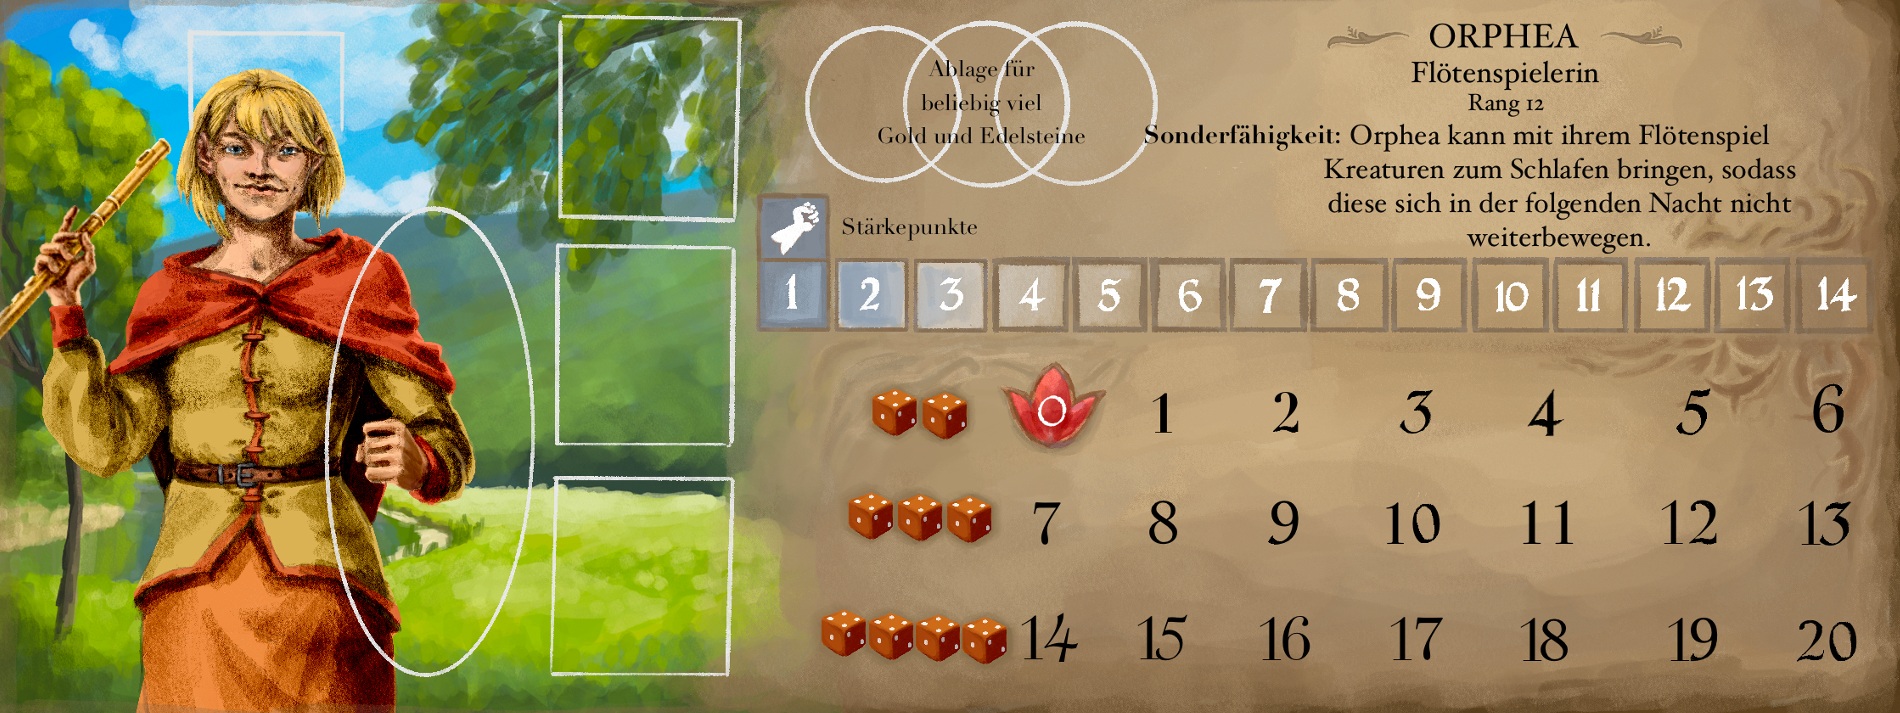 Ablage für
beliebig viel
Gold und Edelsteine
ORPHEA
Flötenspielerin
Rang 12
Sonderfähigkeit: Orphea kann mit ihrem Flötenspiel
Kreaturen zum Schlafen bringen, sodass
diese sich in der folgenden Nacht nicht
weiterbewegen.
Stärkepunkte
1 2 3 4 5 6 7 8 9 10 11 12 13 14
0 1 2 3 4 5 6
7 8 9 10 11 12 13
14 15 16 17 18 19 20